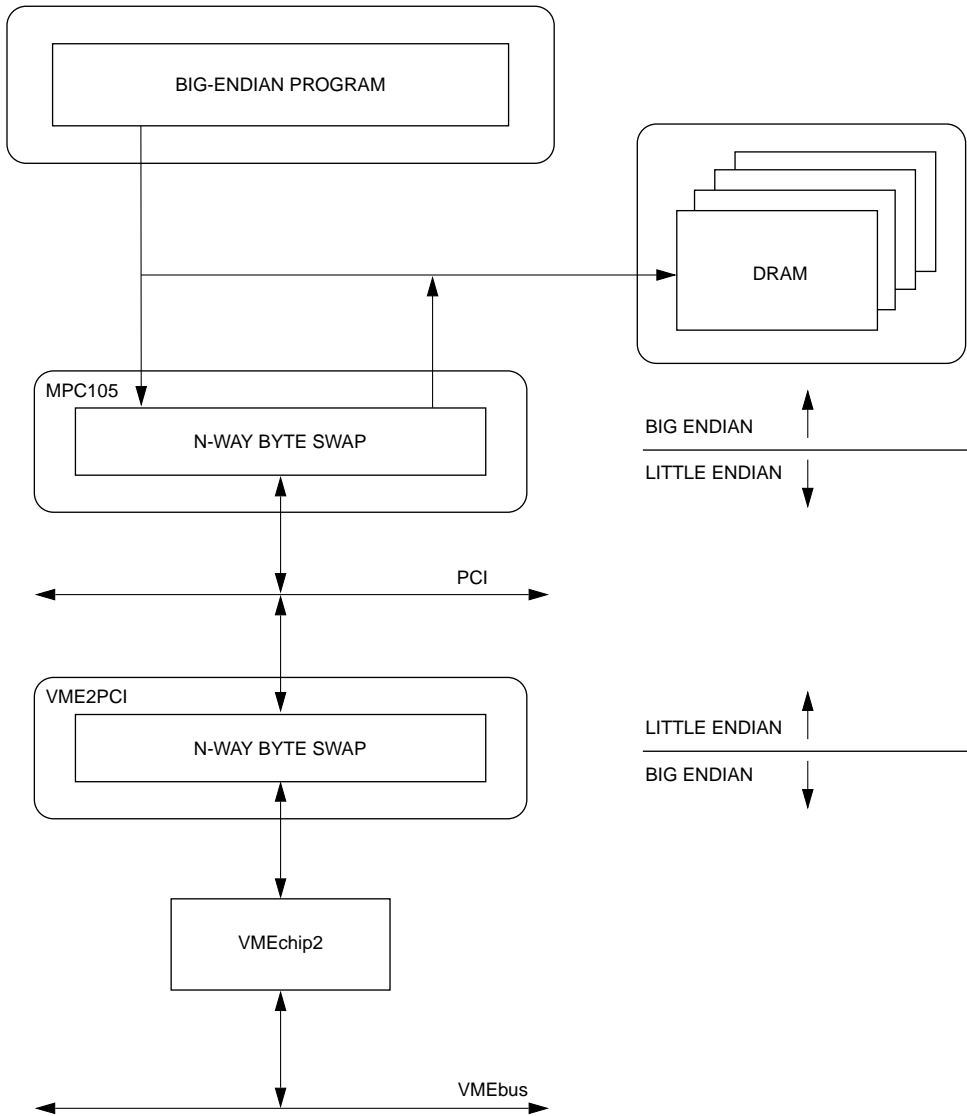 BIG-ENDIAN PROGRAM
DRAM
MPC105
N-WAY BYTE SWAP
BIG ENDIAN
LITTLE ENDIAN
PCI
VME2PCI
N-WAY BYTE SWAP
LITTLE ENDIAN
BIG ENDIAN
VMEchip2
VMEbus